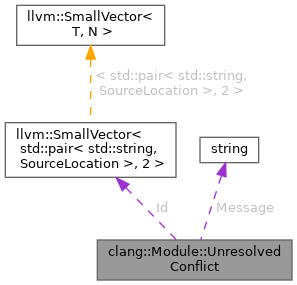 llvm::SmallVector<
T, N >
< std::pair< std::string,
SourceLocation >, 2 >
llvm::SmallVector<
std::pair< std::string,
SourceLocation >, 2 >
string
Id
Message
clang::Module::Unresolved
Conflict